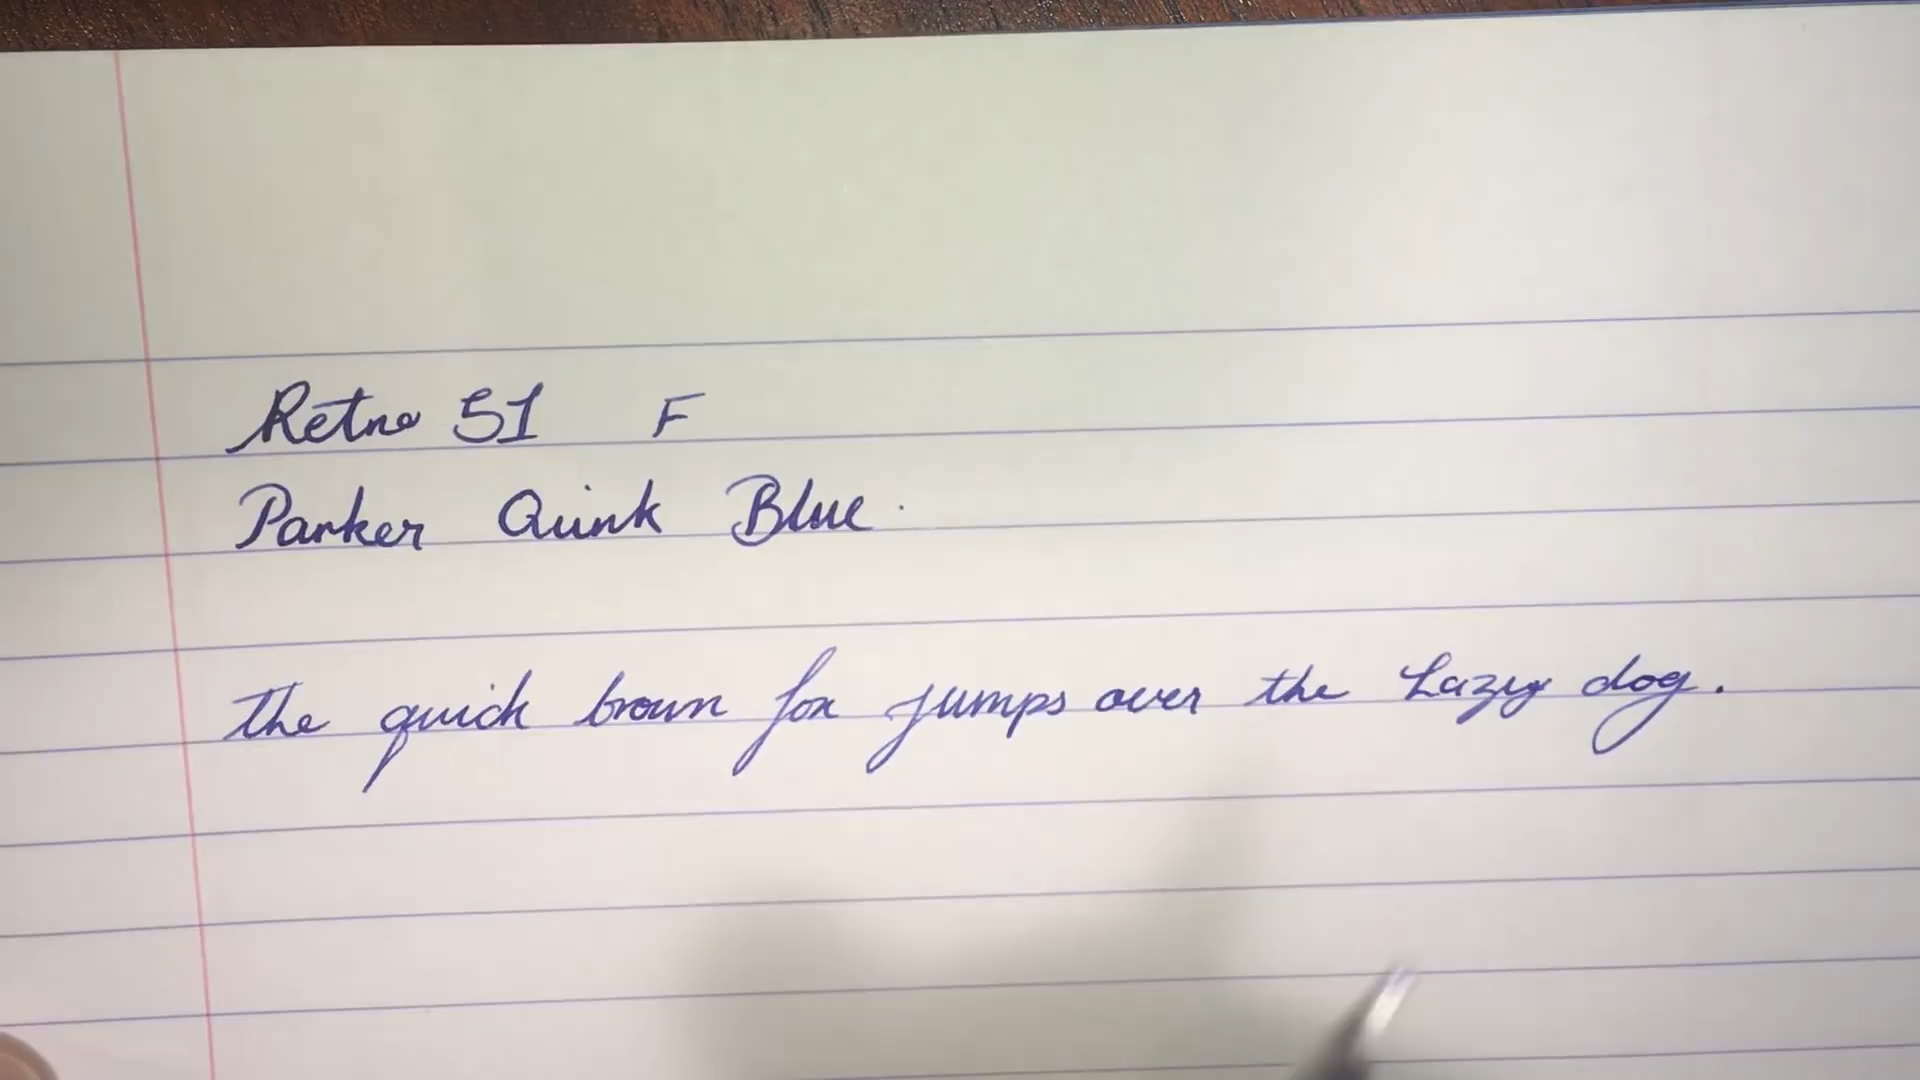 Retro 51 F
Parker Quink Blue.
The quick brown fox jumps over the Lazy dog.